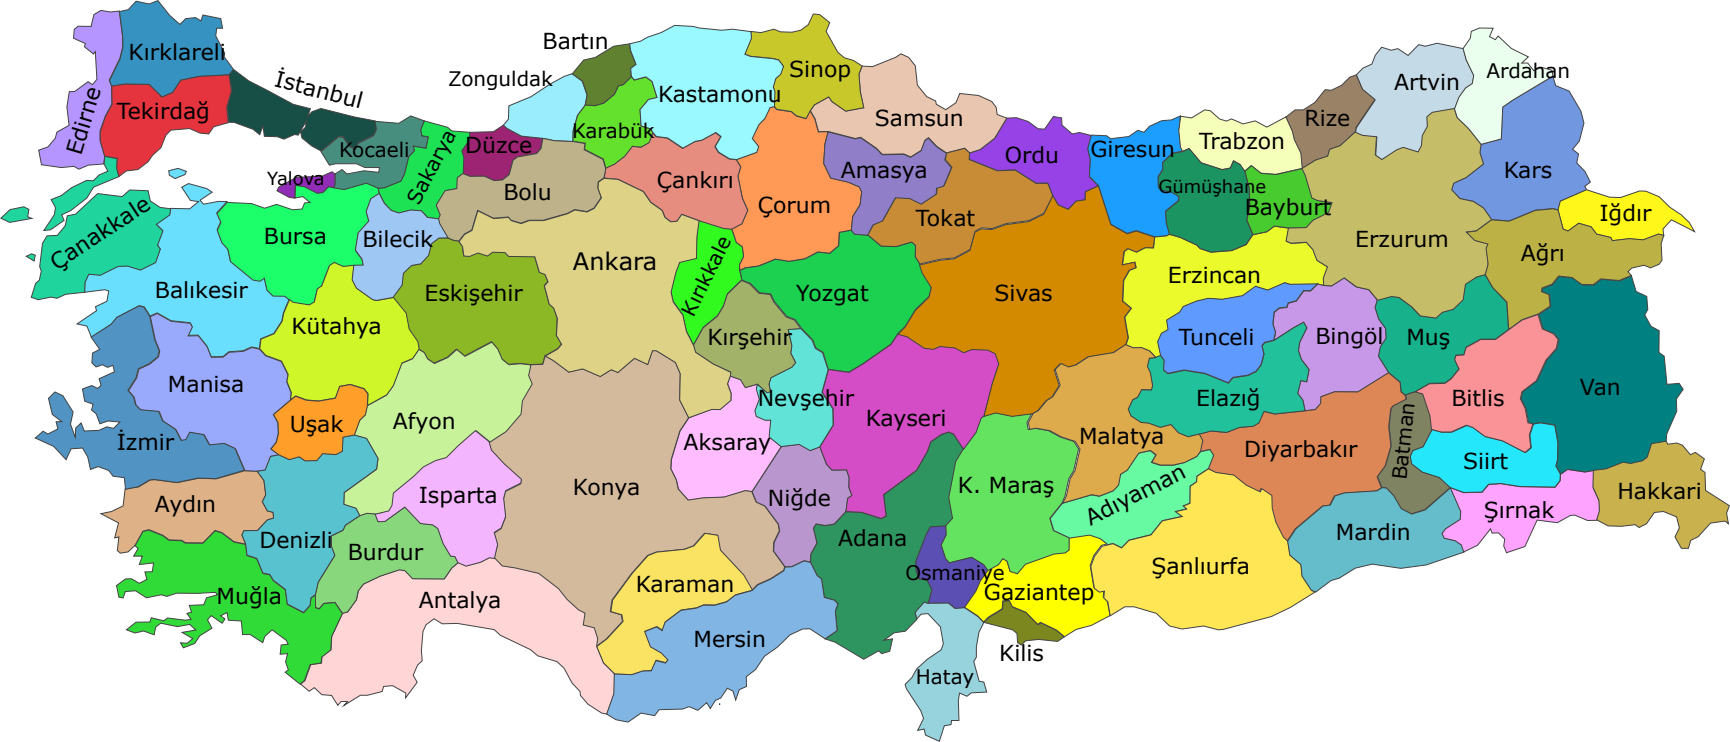 Bartın
Kırklareli
Zonguldak
Sinop
Ardahan
İstanbul
Kastamonu
Artvin
Tekirdağ
Edirne
Samsun
Rize
Karabük
Düzce
Kocaeli
Trabzon
Giresun
Ordu
Sakarya
Yalova
Çankırı
Amasya
Kars
Bolu
Gümüşhane
Bayburt
Çorum
Tokat
Iğdır
Çanakkale
Bursa
Bilecik
Erzurum
Ağrı
Ankara
Kırıkkale
Erzincan
Balıkesir
Eskişehir
Yozgat
Sivas
Kütahya
Kırşehir
Tunceli
Bingöl
Muş
Manisa
Nevşehir
Elazığ
Bitlis
Van
Uşak
Afyon
Kayseri
İzmir
Aksaray
Malatya
Diyarbakır
Batman
Siirt
Isparta
Konya
Niğde
K. Maraş
Adıyaman
Hakkari
Aydın
Şırnak
Denizli
Burdur
Adana
Mardin
Osmaniye
Şanlıurfa
Muğla
Antalya
Karaman
Gaziantep
Mersin
Kilis
Hatay